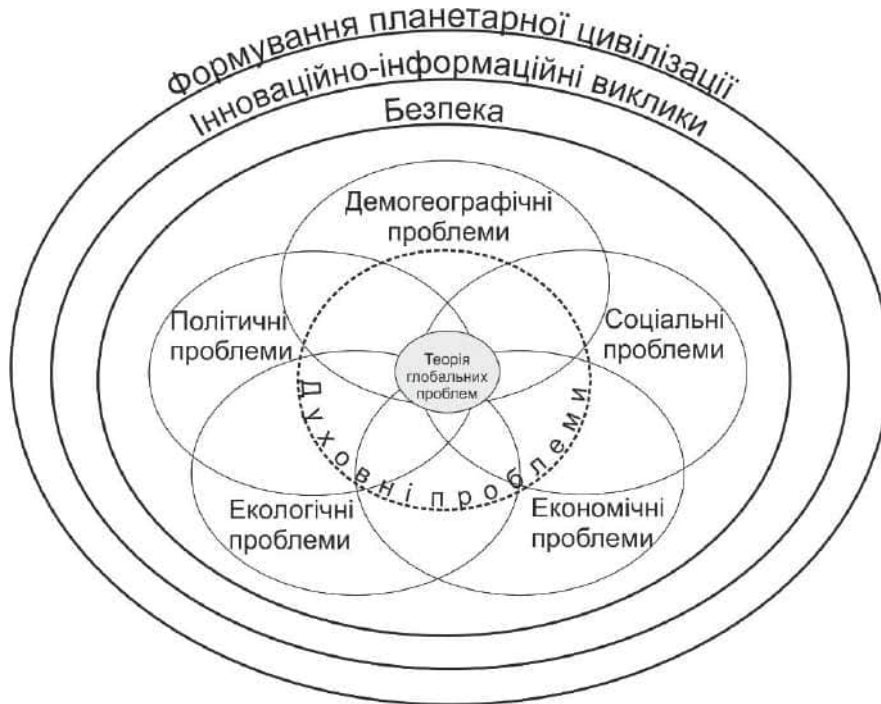 Формування планетарної цивілізації
Інноваційно-інформаційні виклики
Безпека
Демогеографічні
проблеми
Політичні
проблеми
Соціальні
проблеми
Теорія
глобальних
проблем
Духовні проблеми
Екологічні
проблеми
Економічні
проблеми